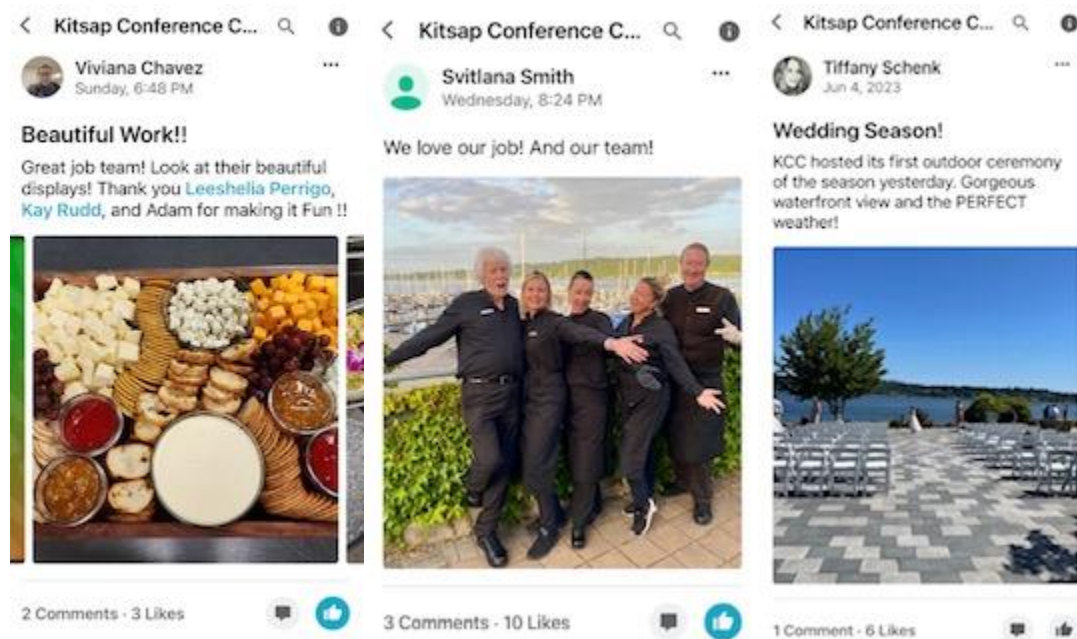 Kitsap Conference C...
Viviana Chavez
Sunday, 6:48 PM
Beautiful Work!!
Great job team! Look at their beautiful
displays! Thank you Leeshelia Perrigo,
Kay Rudd, and Adam for making it Fun !!
2 Comments · 3 Likes
Kitsap Conference C...
Svitlana Smith
Wednesday, 8:24 PM
We love our job! And our team!
3 Comments · 10 Likes
Kitsap Conference C...
Tiffany Schenk
Jun 4, 2023
Wedding Season!
KCC hosted its first outdoor ceremony
of the season yesterday. Gorgeous
waterfront view and the PERFECT
weather!
1 Comment · 6 Likes